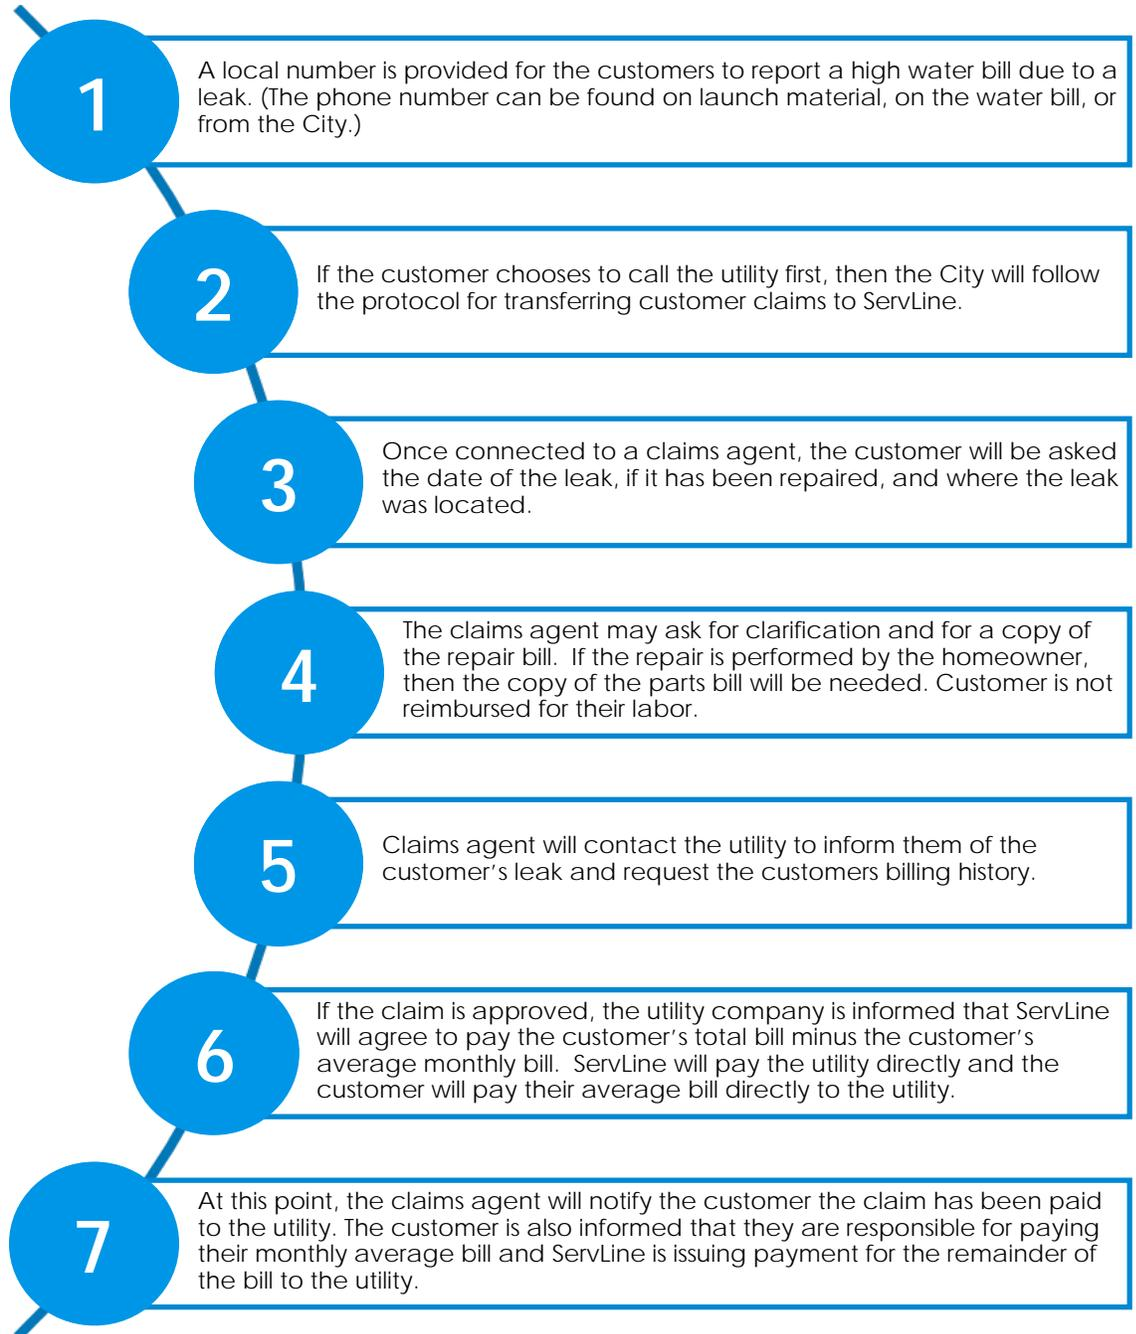 1
A local number is provided for the customers to report a high water bill due to a
leak. (The phone number can be found on launch material, on the water bill, or
from the City.)
2
If the customer chooses to call the utility first, then the City will follow
the protocol for transferring customer claims to ServLine.
3
Once connected to a claims agent, the customer will be asked
the date of the leak, if it has been repaired, and where the leak
was located.
4
The claims agent may ask for clarification and for a copy of
the repair bill.  If the repair is performed by the homeowner,
then the copy of the parts bill will be needed. Customer is not
reimbursed for their labor.
5
Claims agent will contact the utility to inform them of the
customer’s leak and request the customers billing history.
6
If the claim is approved, the utility company is informed that ServLine
will agree to pay the customer’s total bill minus the customer’s
average monthly bill.  ServLine will pay the utility directly and the
customer will pay their average bill directly to the utility.
7
At this point, the claims agent will notify the customer the claim has been paid
to the utility. The customer is also informed that they are responsible for paying
their monthly average bill and ServLine is issuing payment for the remainder of
the bill to the utility.